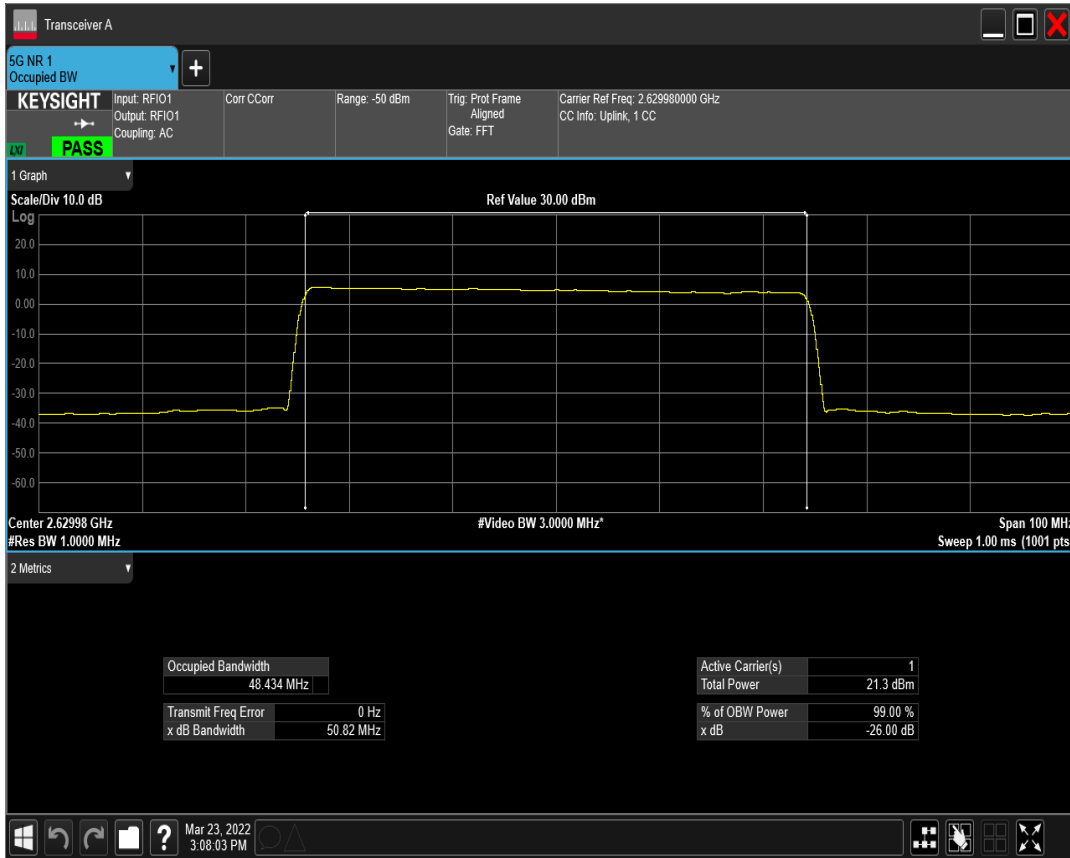 Transceiver A
5G NR 1
Occupied BW
+
KEYSIGHT
LXI
PASS
Input: RFIO1
Output: RFIO1
Coupling: AC
Corr CCorr
Range: -50 dBm
Trig: Prot Frame
Aligned
Gate: FFT
Carrier Ref Freq: 2.629980000 GHz
CC Info: Uplink, 1 CC
1 Graph
Scale/Div 10.0 dB
Ref Value 30.00 dBm
Log
20.0
10.0
0.00
-10.0
-20.0
-30.0
-40.0
-50.0
-60.0
Center 2.62998 GHz
#Video BW 3.0000 MHz*
Span 100 MHz
#Res BW 1.0000 MHz
Sweep 1.00 ms (1001 pts
2 Metrics
Occupied Bandwidth
48.434 MHz
Transmit Freq Error 0 Hz
x dB Bandwidth 50.82 MHz
Active Carrier(s) 1
Total Power 21.3 dBm
% of OBW Power 99.00 %
x dB -26.00 dB
?
Mar 23, 2022
3:08:03 PM